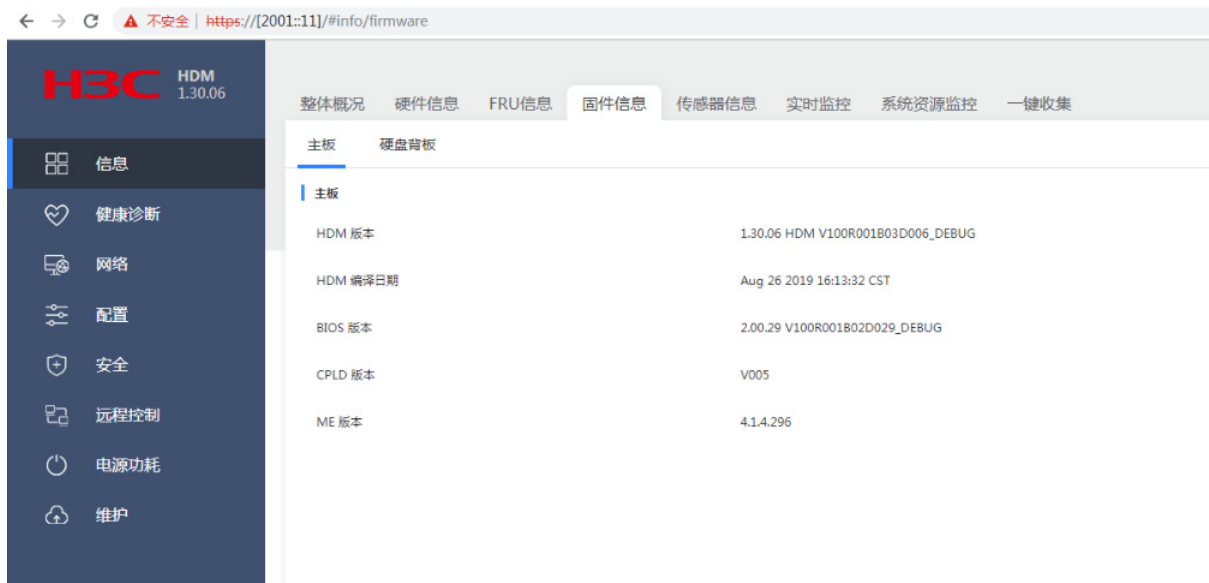 不安全 | https://[2001::11]/#info/firmware
H3C HDM
1.30.06
整体概况 硬件信息 FRU信息 固件信息 传感器信息 实时监控 系统资源监控 一键收集
主板 硬盘背板
信息
主板
健康诊断
HDM 版本 1.30.06 HDM V100R001B03D006_DEBUG
网络
HDM 编译日期 Aug 26 2019 16:13:32 CST
配置
BIOS 版本 2.00.29 V100R001B02D029_DEBUG
安全
CPLD 版本 V005
远程控制
ME 版本 4.1.4.296
电源功耗
维护